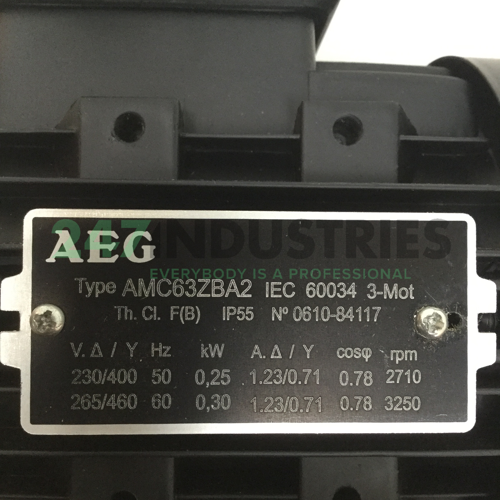 AEG
247INDUSTRIES
EVERYBODY IS A CUSTOMER
Type AMC63ZBA2 IEC 60034 3-Mot
Th. Cl. F(B) IP55 Nº 0610-84117
V. Δ / Y Hz kW A. Δ / Y cosφ rpm
230/400 50 0,25 1.23/0.71 0.78 2710
265/460 60 0,30 1.23/0.71 0.78 3250